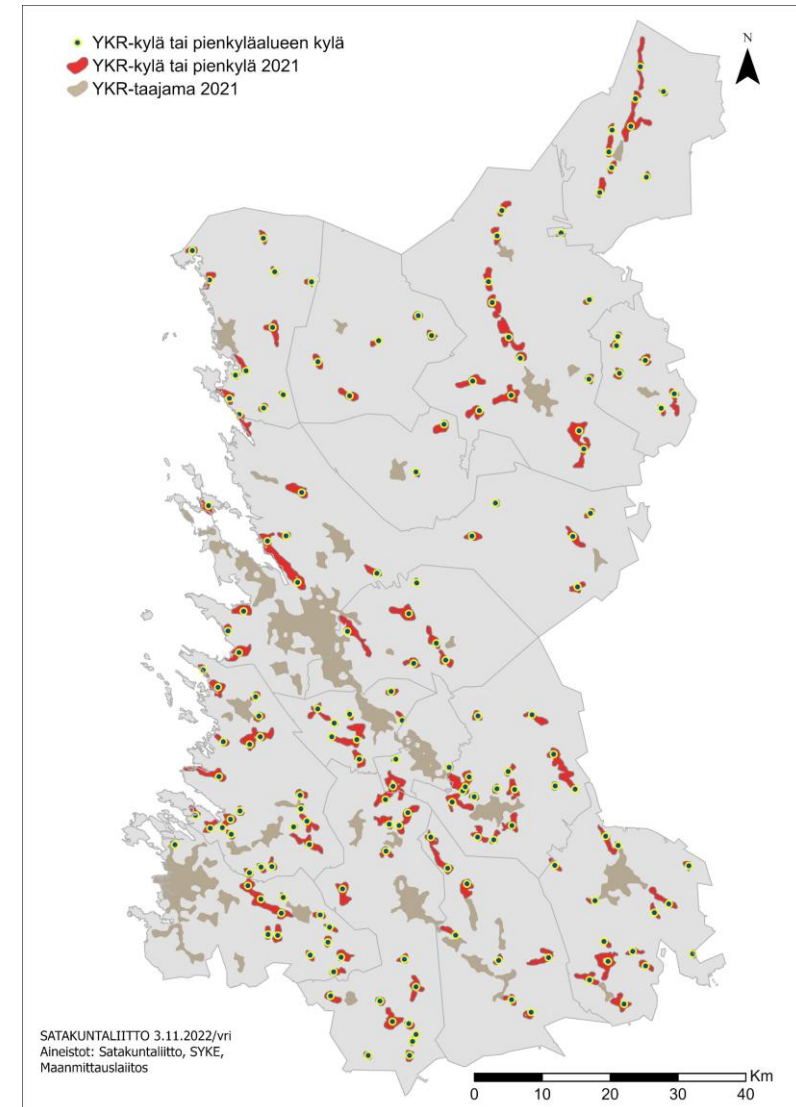 YKR-kylä tai pienkyläalueen kylä
YKR-kylä tai pienkylä 2021
YKR-taajama 2021
N
SATAKUNTALIITTO 3.11.2022/vri
Aineistot: Satakuntaliitto, SYKE,
Maanmittauslaitos
Km
0 10 20 30 40